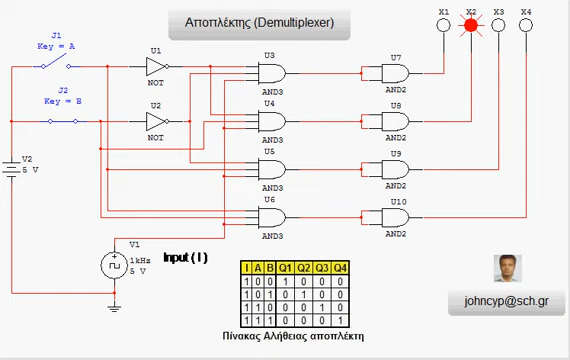 Αποπλέκτης (Demultiplexer)
X1 X2 X3 X4
J1
Key = A
J2
Key = B
U1
NOT
U2
NOT
U3
AND3
U4
AND3
U5
AND3
U6
AND3
U7
AND2
U8
AND2
U9
AND2
U10
AND2
V2
5 V
V1
1kHz
5 V
Input ( I )
I A B Q1 Q2 Q3 Q4
1 0 0 1 0 0 0
1 0 1 0 1 0 0
1 1 0 0 0 1 0
1 1 1 0 0 0 1
Πίνακας Αλήθειας αποπλέκτη
johncyp@sch.gr